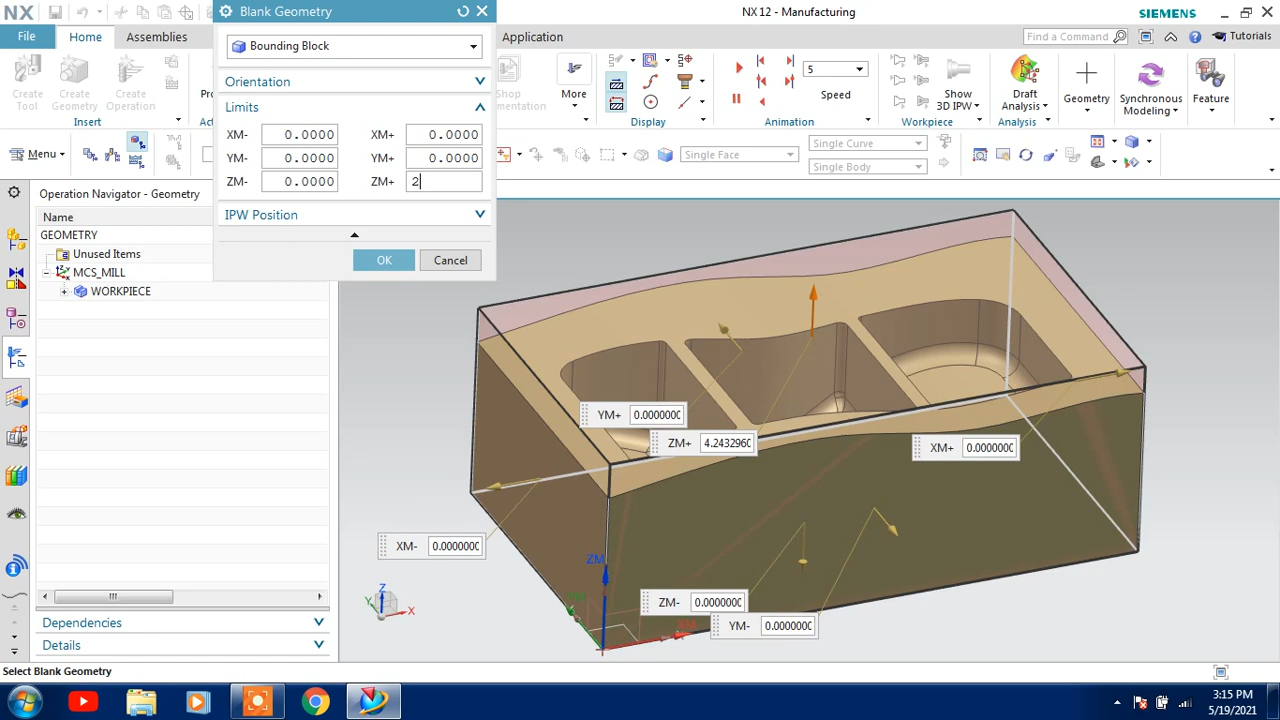 NX
Blank Geometry
NX 12 - Manufacturing
SIEMENS
File
Home
Assemblies
Application
Find a Command
Tutorials
Bounding Block
Orientation
Limits
XM- 0.0000 XM+ 0.0000
YM- 0.0000 YM+ 0.0000
ZM- 0.0000 ZM+ 2
IPW Position
OK
Cancel
Create Tool
Create Geometry
Create Operation
Insert
More
Display
5
Speed
Animation
Show 3D IPW
Workpiece
Draft Analysis
Analysis
Geometry
Synchronous Modeling
Feature
Menu
Single Face
Single Curve
Single Body
Operation Navigator - Geometry
Name
GEOMETRY
Unused Items
MCS_MILL
WORKPIECE
Dependencies
Details
YM+ 0.000000
ZM+ 4.243296
XM+ 0.000000
XM- 0.000000
ZM- 0.000000
YM- 0.000000
ZM
XM
Z
Y
X
Select Blank Geometry
3:15 PM
5/19/2021